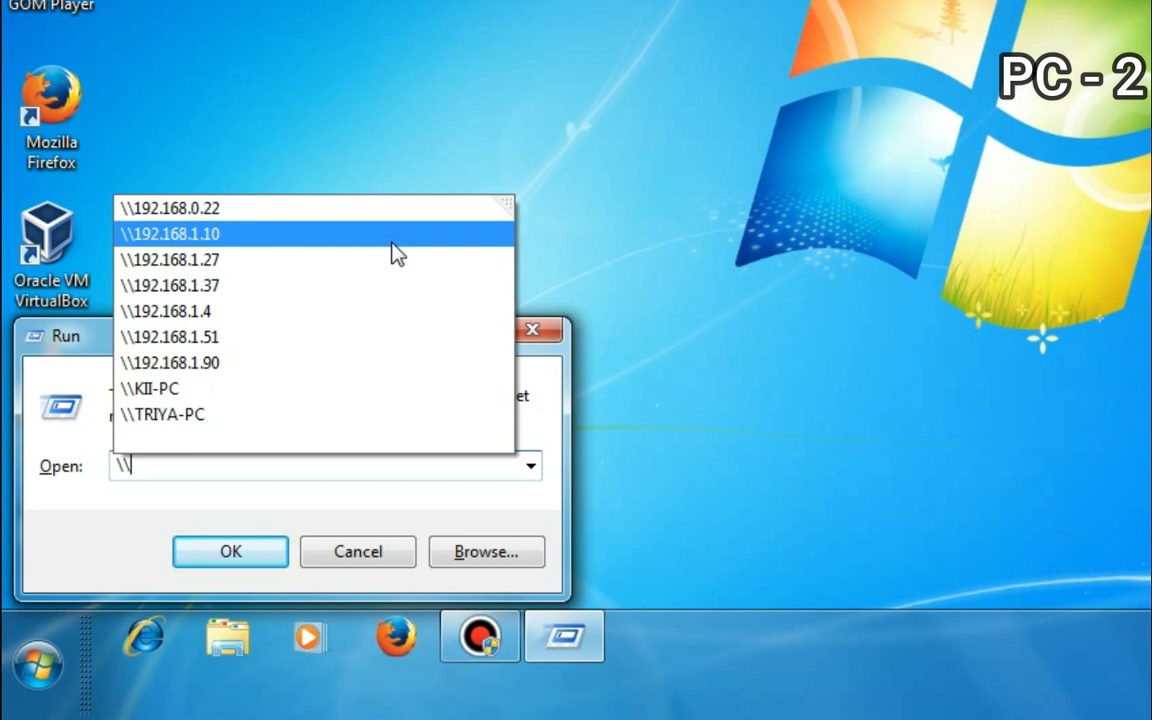 GOM Player
PC - 2
Mozilla
Firefox
Oracle VM
VirtualBox
\\192.168.0.22
\\192.168.1.10
\\192.168.1.27
\\192.168.1.37
\\192.168.1.4
\\192.168.1.51
\\192.168.1.90
\\KII-PC
\\TRIYA-PC
Run
et
Open: \\
OK Cancel Browse...